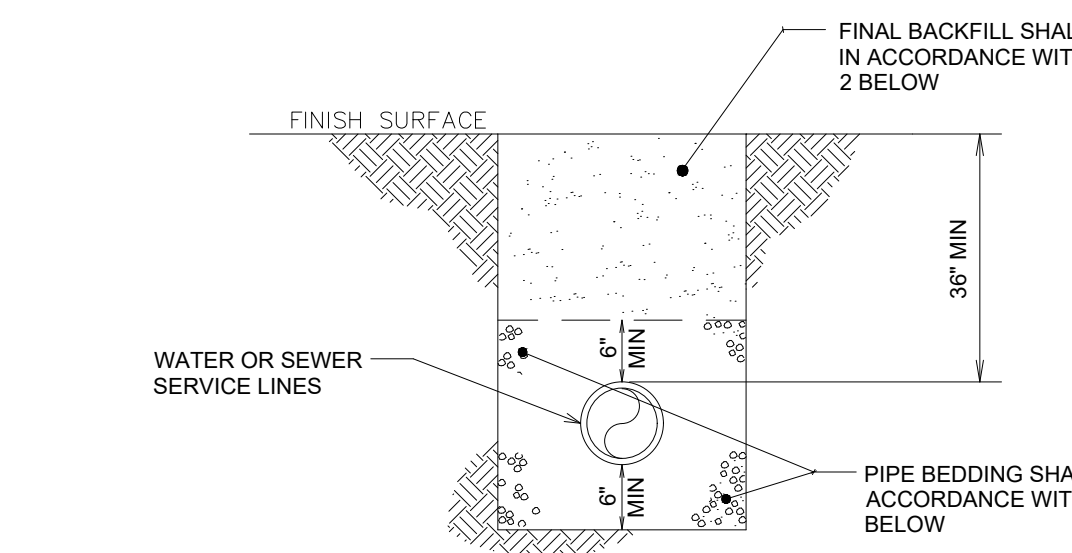 FINAL BACKFILL SHAL
IN ACCORDANCE WIT
2 BELOW
FINISH SURFACE
36" MIN
6"
MIN
WATER OR SEWER
SERVICE LINES
6"
MIN
PIPE BEDDING SHA
ACCORDANCE WIT
BELOW